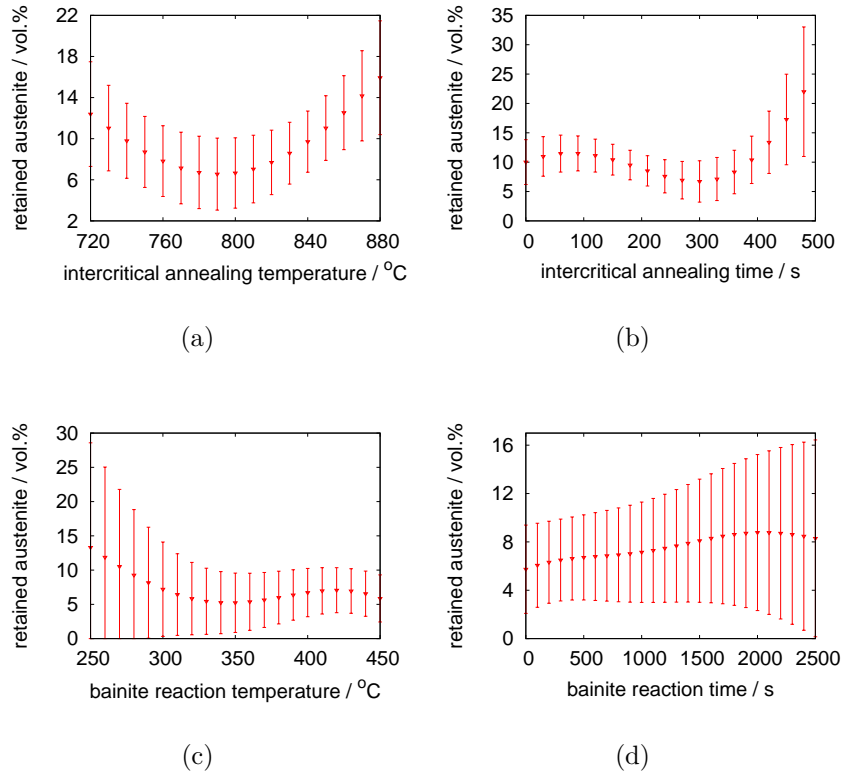 22
18
14
10
6
2
720 760 800 840 880
retained austenite / vol.%
intercritical annealing temperature / °C
(a)
35
30
25
20
15
10
5
0
0 100 200 300 400 500
retained austenite / vol.%
intercritical annealing time / s
(b)
30
25
20
15
10
5
0
250 300 350 400 450
retained austenite / vol.%
bainite reaction temperature / °C
(c)
16
12
8
4
0
0 500 1000 1500 2000 2500
retained austenite / vol.%
bainite reaction time / s
(d)